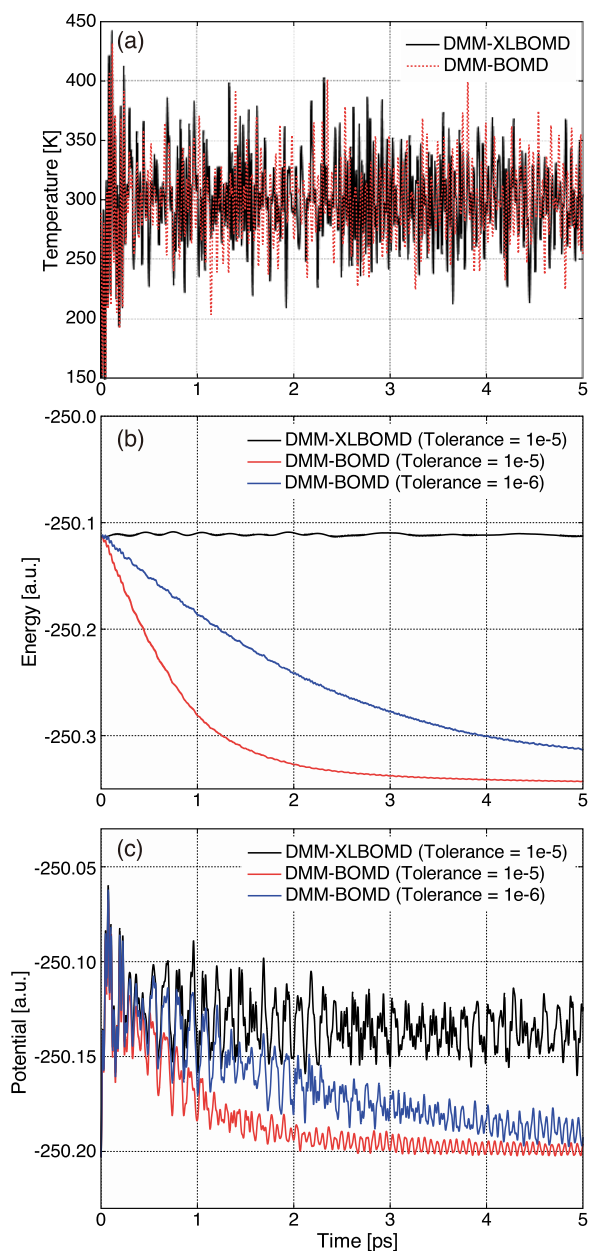 (a)
DMM-XLBOMD
DMM-BOMD
Temperature [K]
450
400
350
300
250
200
150
0 1 2 3 4 5
(b)
DMM-XLBOMD (Tolerance = 1e-5)
DMM-BOMD (Tolerance = 1e-5)
DMM-BOMD (Tolerance = 1e-6)
Energy [a.u.]
-250.0
-250.1
-250.2
-250.3
0 1 2 3 4 5
(c)
DMM-XLBOMD (Tolerance = 1e-5)
DMM-BOMD (Tolerance = 1e-5)
DMM-BOMD (Tolerance = 1e-6)
Potential [a.u.]
-250.05
-250.10
-250.15
-250.20
0 1 2 3 4 5
Time [ps]